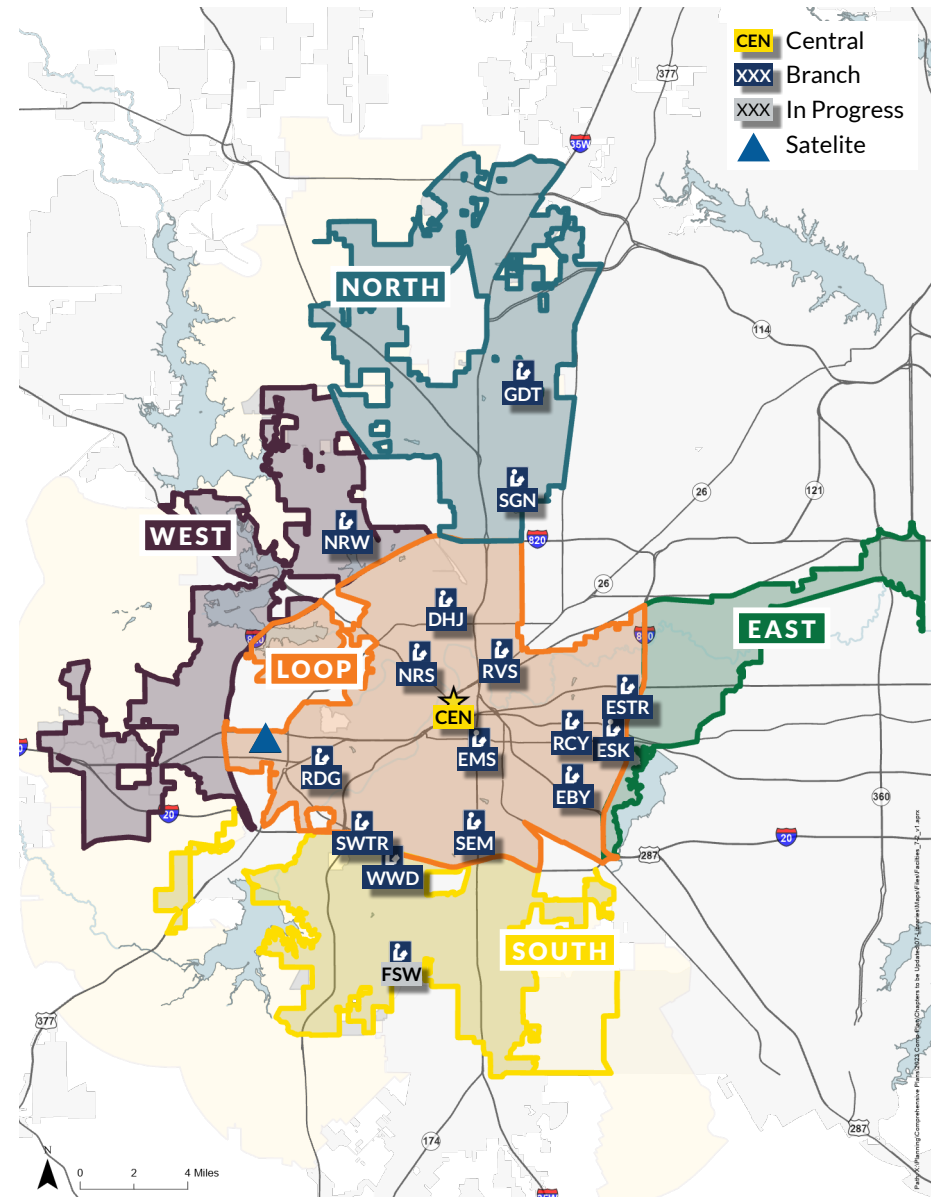 CEN Central
XXX Branch
XXX In Progress
Satelite
377
35W
NORTH
114
GDT
26
121
SGN
WEST
NRW
820
26
DHJ
EAST
820
LOOP
NRS
RVS
ESTR
CEN
RCY
ESK
EMS
RDG
EBY
360
20
SWTR
SEM
20
287
WWD
SOUTH
FSW
377
287
174
N
0 2 4 Miles